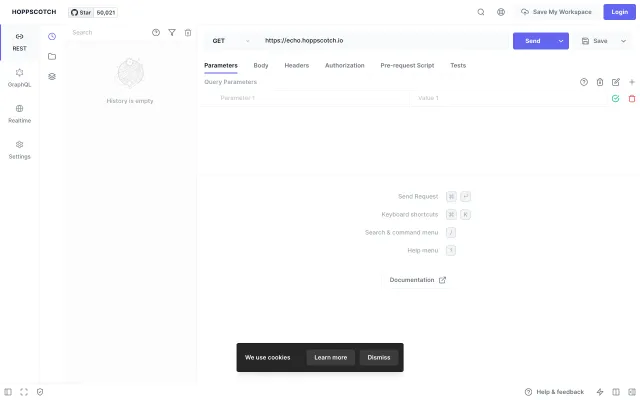 HOPPSCOTCH
Star 50,021
Save My Workspace
Login
REST
GraphQL
Realtime
Settings
Search
History is empty
GET
https://echo.hoppscotch.io
Send
Save
Parameters Body Headers Authorization Pre-request Script Tests
Query Parameters
Parameter 1 Value 1
Send Request ⌘ ↵
Keyboard shortcuts ⌘ K
Search & command menu /
Help menu ?
Documentation
We use cookies Learn more Dismiss
Help & feedback